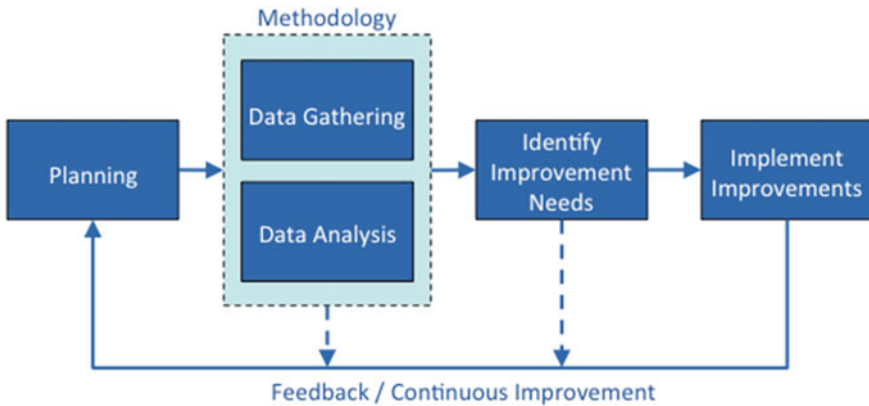 Methodology
Planning
Data Gathering
Data Analysis
Identify
Improvement
Needs
Implement
Improvements
Feedback / Continuous Improvement